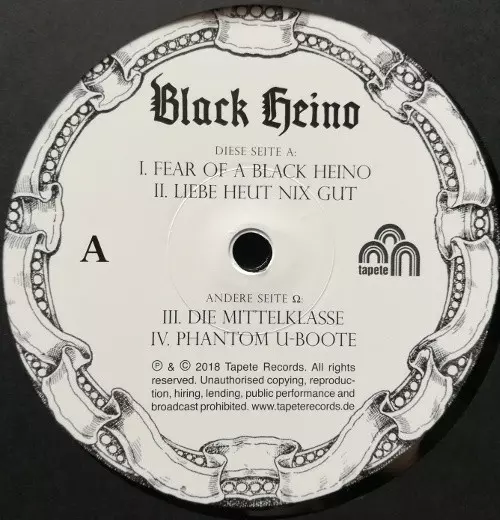 Black Heino
DIESE SEITE A:
I. FEAR OF A BLACK HEINO
II. LIEBE HEUT NIX GUT
A
tapete
ANDERE SEITE Ω:
III. DIE MITTELKLASSE
IV. PHANTOM U-BOOTE
Ⓟ & © 2018 Tapete Records. All rights
reserved. Unauthorised copying, reproduc-
tion, hiring, lending, public performance and
broadcast prohibited. www.tapeterecords.de